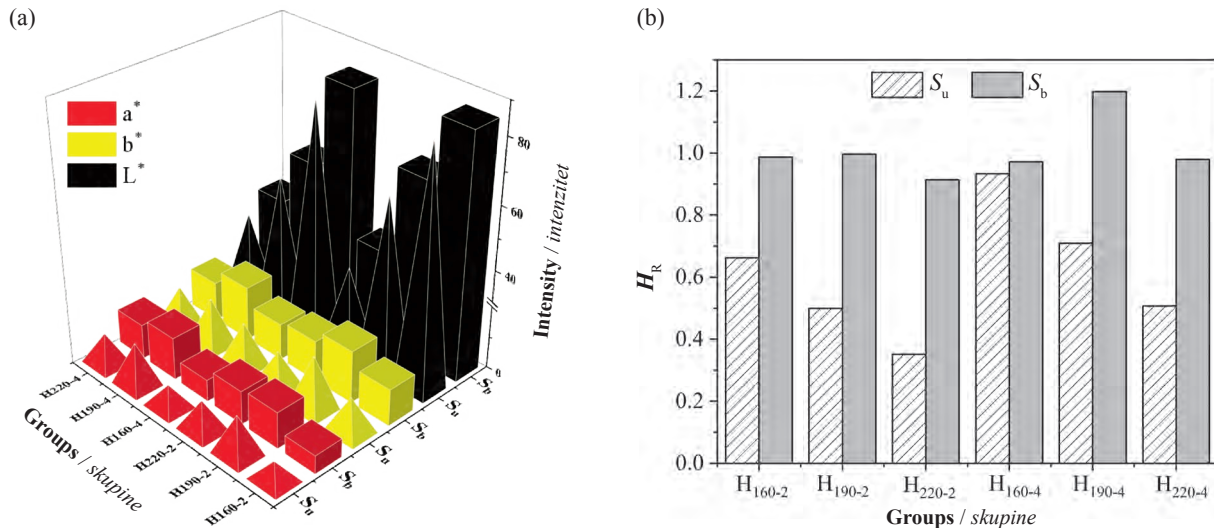 (a)
a*
b*
L*
80
60
40
0
Intensity / intenzitet
H220-4
H190-4
H160-4
H220-2
H190-2
H160-2
Groups / skupine
Su
Sb
Su
Sb
Su
Sb
(b)
Su Sb
1.2
1.0
0.8
0.6
0.4
0.2
0.0
HR
H160-2 H190-2 H220-2 H160-4 H190-4 H220-4
Groups / skupine